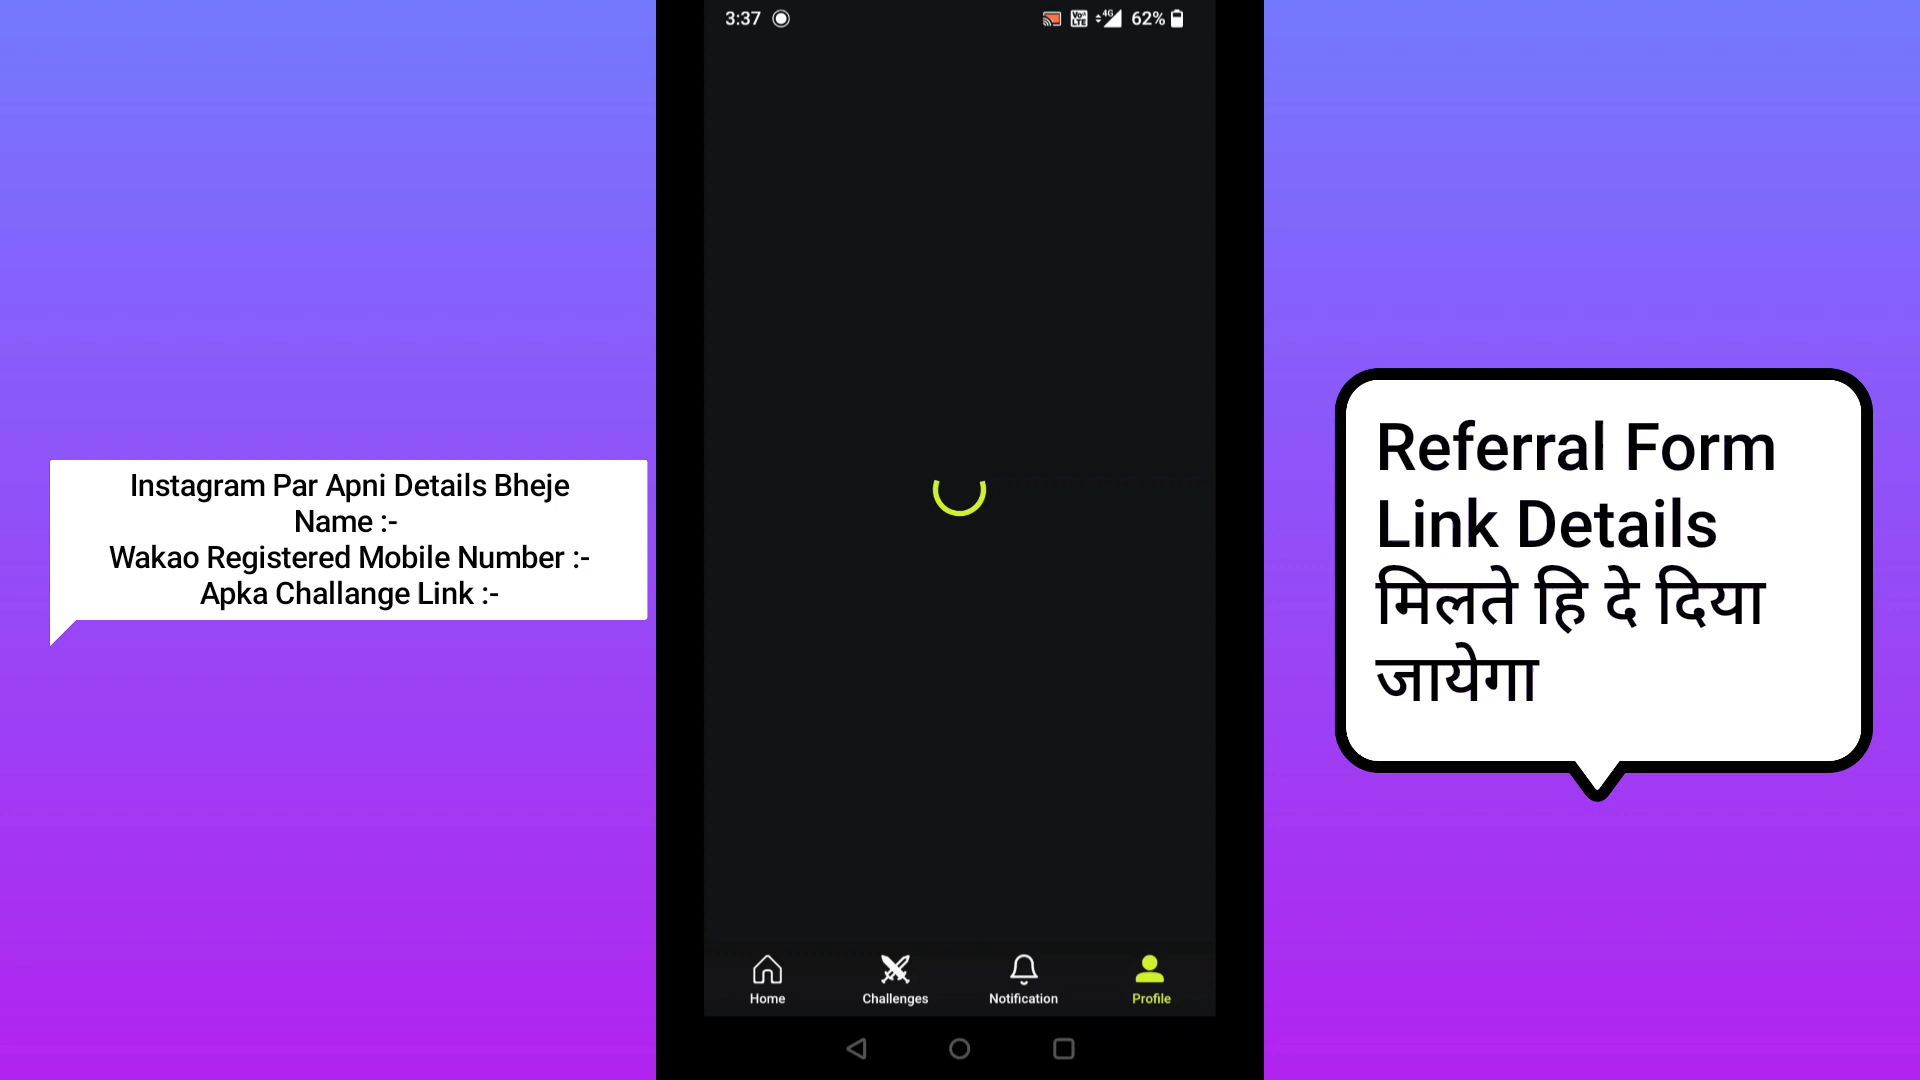 3:37
4G
62%
Instagram Par Apni Details Bheje
Name :-
Wakao Registered Mobile Number :-
Apka Challange Link :-
Referral Form
Link Details
मिलते हि दे दिया
जायेगा
Home
Challenges
Notification
Profile